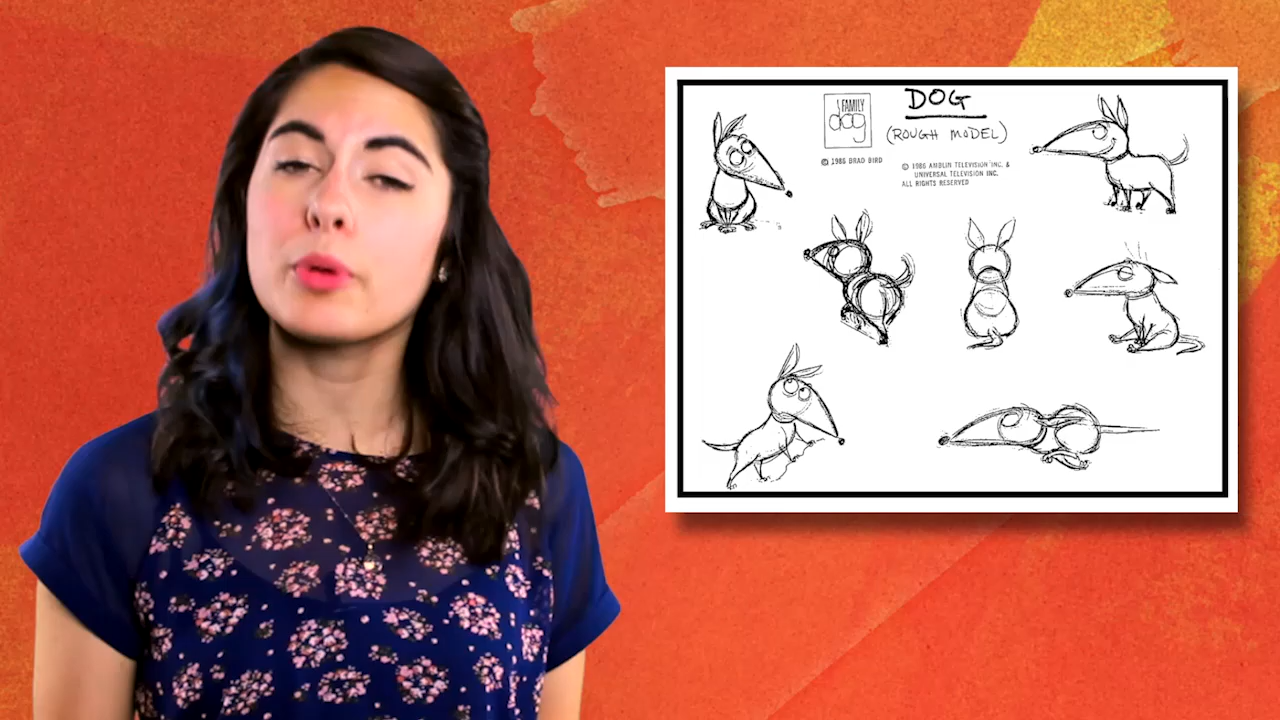 FAMILY
dog
DOG
(ROUGH MODEL)
© 1986 BRAD BIRD
© 1986 AMBLIN TELEVISION INC. &
UNIVERSAL TELEVISION INC.
ALL RIGHTS RESERVED